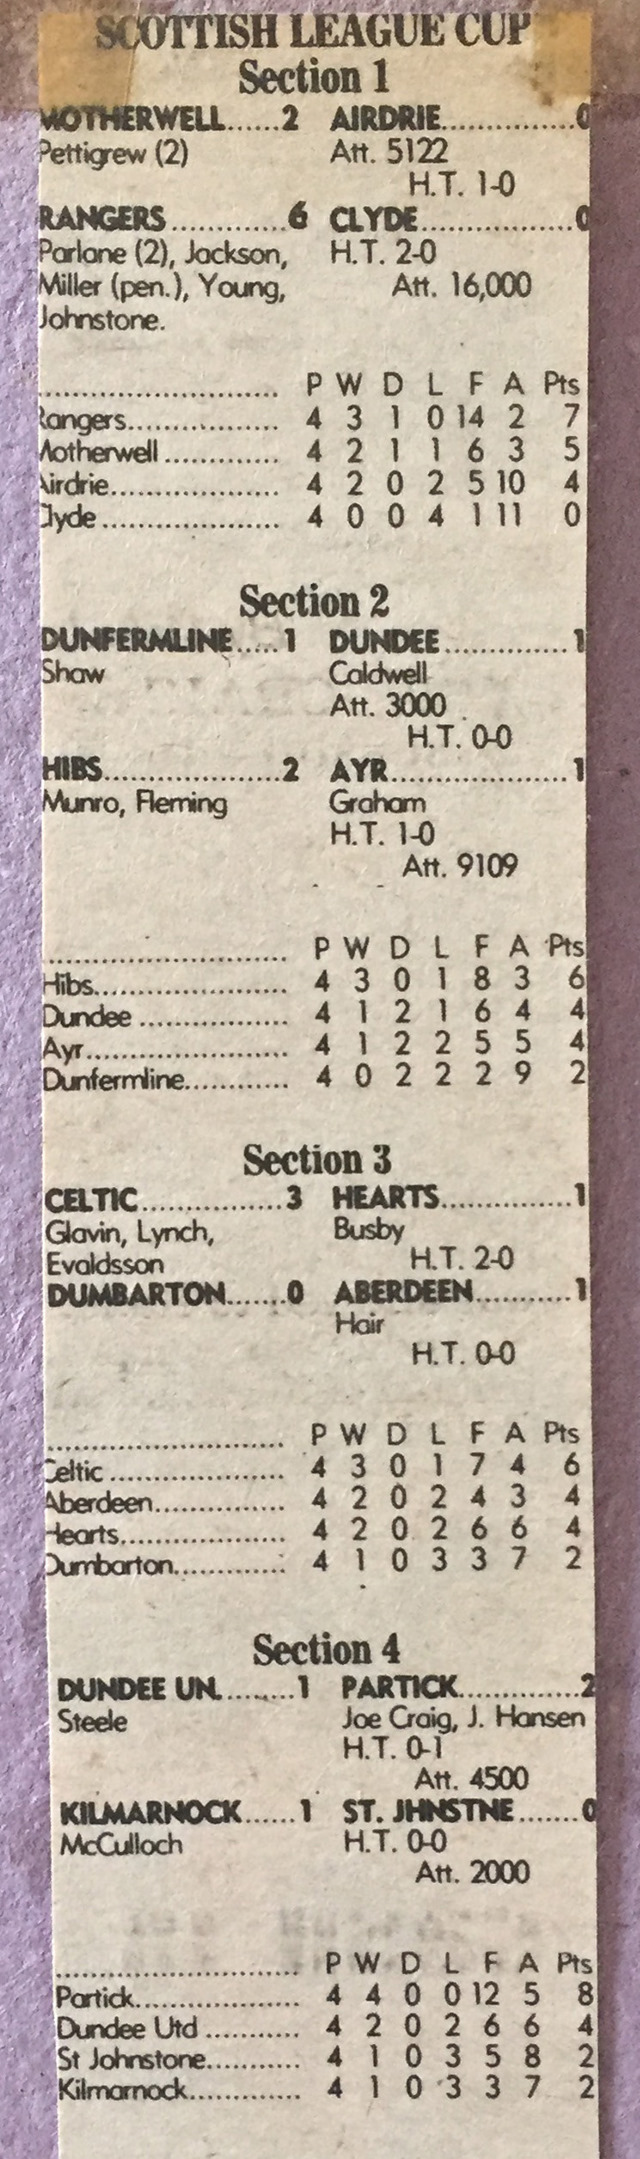 SCOTTISH LEAGUE CUP
Section 1
MOTHERWELL......2 AIRDRIE...............0
Pettigrew (2) Att. 5122
H.T. 1-0
RANGERS.............6 CLYDE.................0
Parlane (2), Jackson, H.T. 2-0
Miller (pen.), Young, Att. 16,000
Johnstone.
............................ P W D L F A Pts
Rangers.................. 4 3 1 0 14 2 7
Motherwell............. 4 2 1 1 6 3 5
Airdrie.................... 4 2 0 2 5 10 4
Clyde..................... 4 0 0 4 1 11 0
Section 2
DUNFERMLINE.....1 DUNDEE..............1
Shaw Caldwell
Att. 3000
H.T. 0-0
HIBS....................2 AYR....................1
Munro, Fleming Graham
H.T. 1-0
Att. 9109
............................ P W D L F A Pts
Hibs....................... 4 3 0 1 8 3 6
Dundee.................. 4 1 2 1 6 4 4
Ayr........................ 4 1 2 2 5 5 4
Dunfermline............ 4 0 2 2 2 9 2
Section 3
CELTIC................3 HEARTS...............1
Glavin, Lynch, Busby
Evaldsson H.T. 2-0
DUMBARTON.......0 ABERDEEN...........1
Hair
H.T. 0-0
............................ P W D L F A Pts
Celtic..................... 4 3 0 1 7 4 6
Aberdeen................ 4 2 0 2 4 3 4
Hearts.................... 4 2 0 2 6 6 4
Dumbarton............. 4 1 0 3 3 7 2
Section 4
DUNDEE UN.........1 PARTICK..............2
Steele Joe Craig, J. Hansen
H.T. 0-1
Att. 4500
KILMARNOCK......1 ST. JHNSTNE.......0
McCulloch H.T. 0-0
Att. 2000
............................ P W D L F A Pts
Partick.................... 4 4 0 0 12 5 8
Dundee Utd........... 4 2 0 2 6 6 4
St Johnstone........... 4 1 0 3 5 8 2
Kilmarnock............. 4 1 0 3 3 7 2